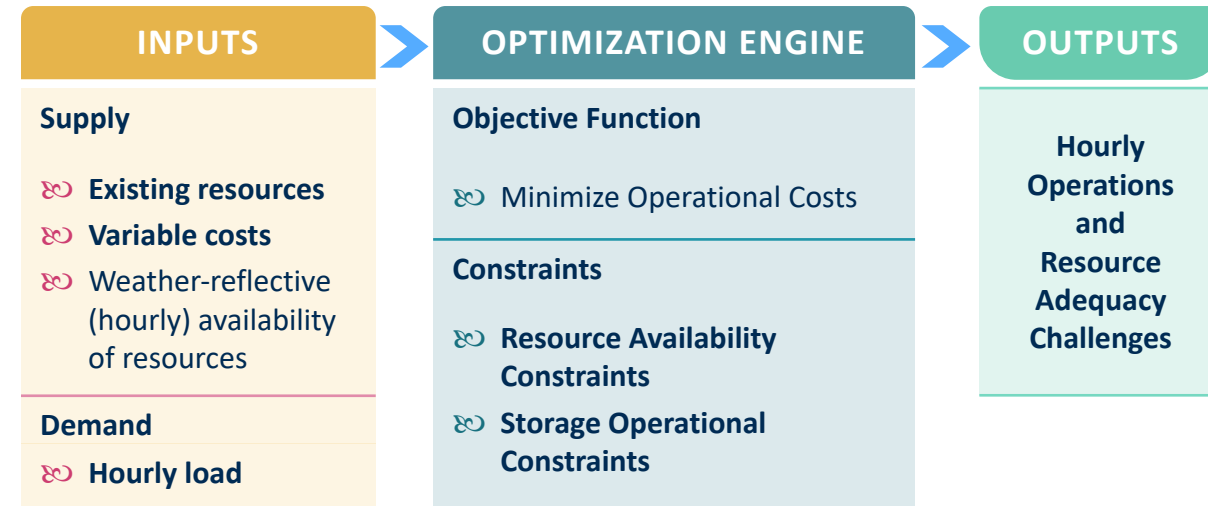 INPUTS
Supply
Existing resources
Variable costs
Weather-reflective
(hourly) availability
of resources
Demand
Hourly load
OPTIMIZATION ENGINE
Objective Function
Minimize Operational Costs
Constraints
Resource Availability
Constraints
Storage Operational
Constraints
OUTPUTS
Hourly
Operations
and
Resource
Adequacy
Challenges